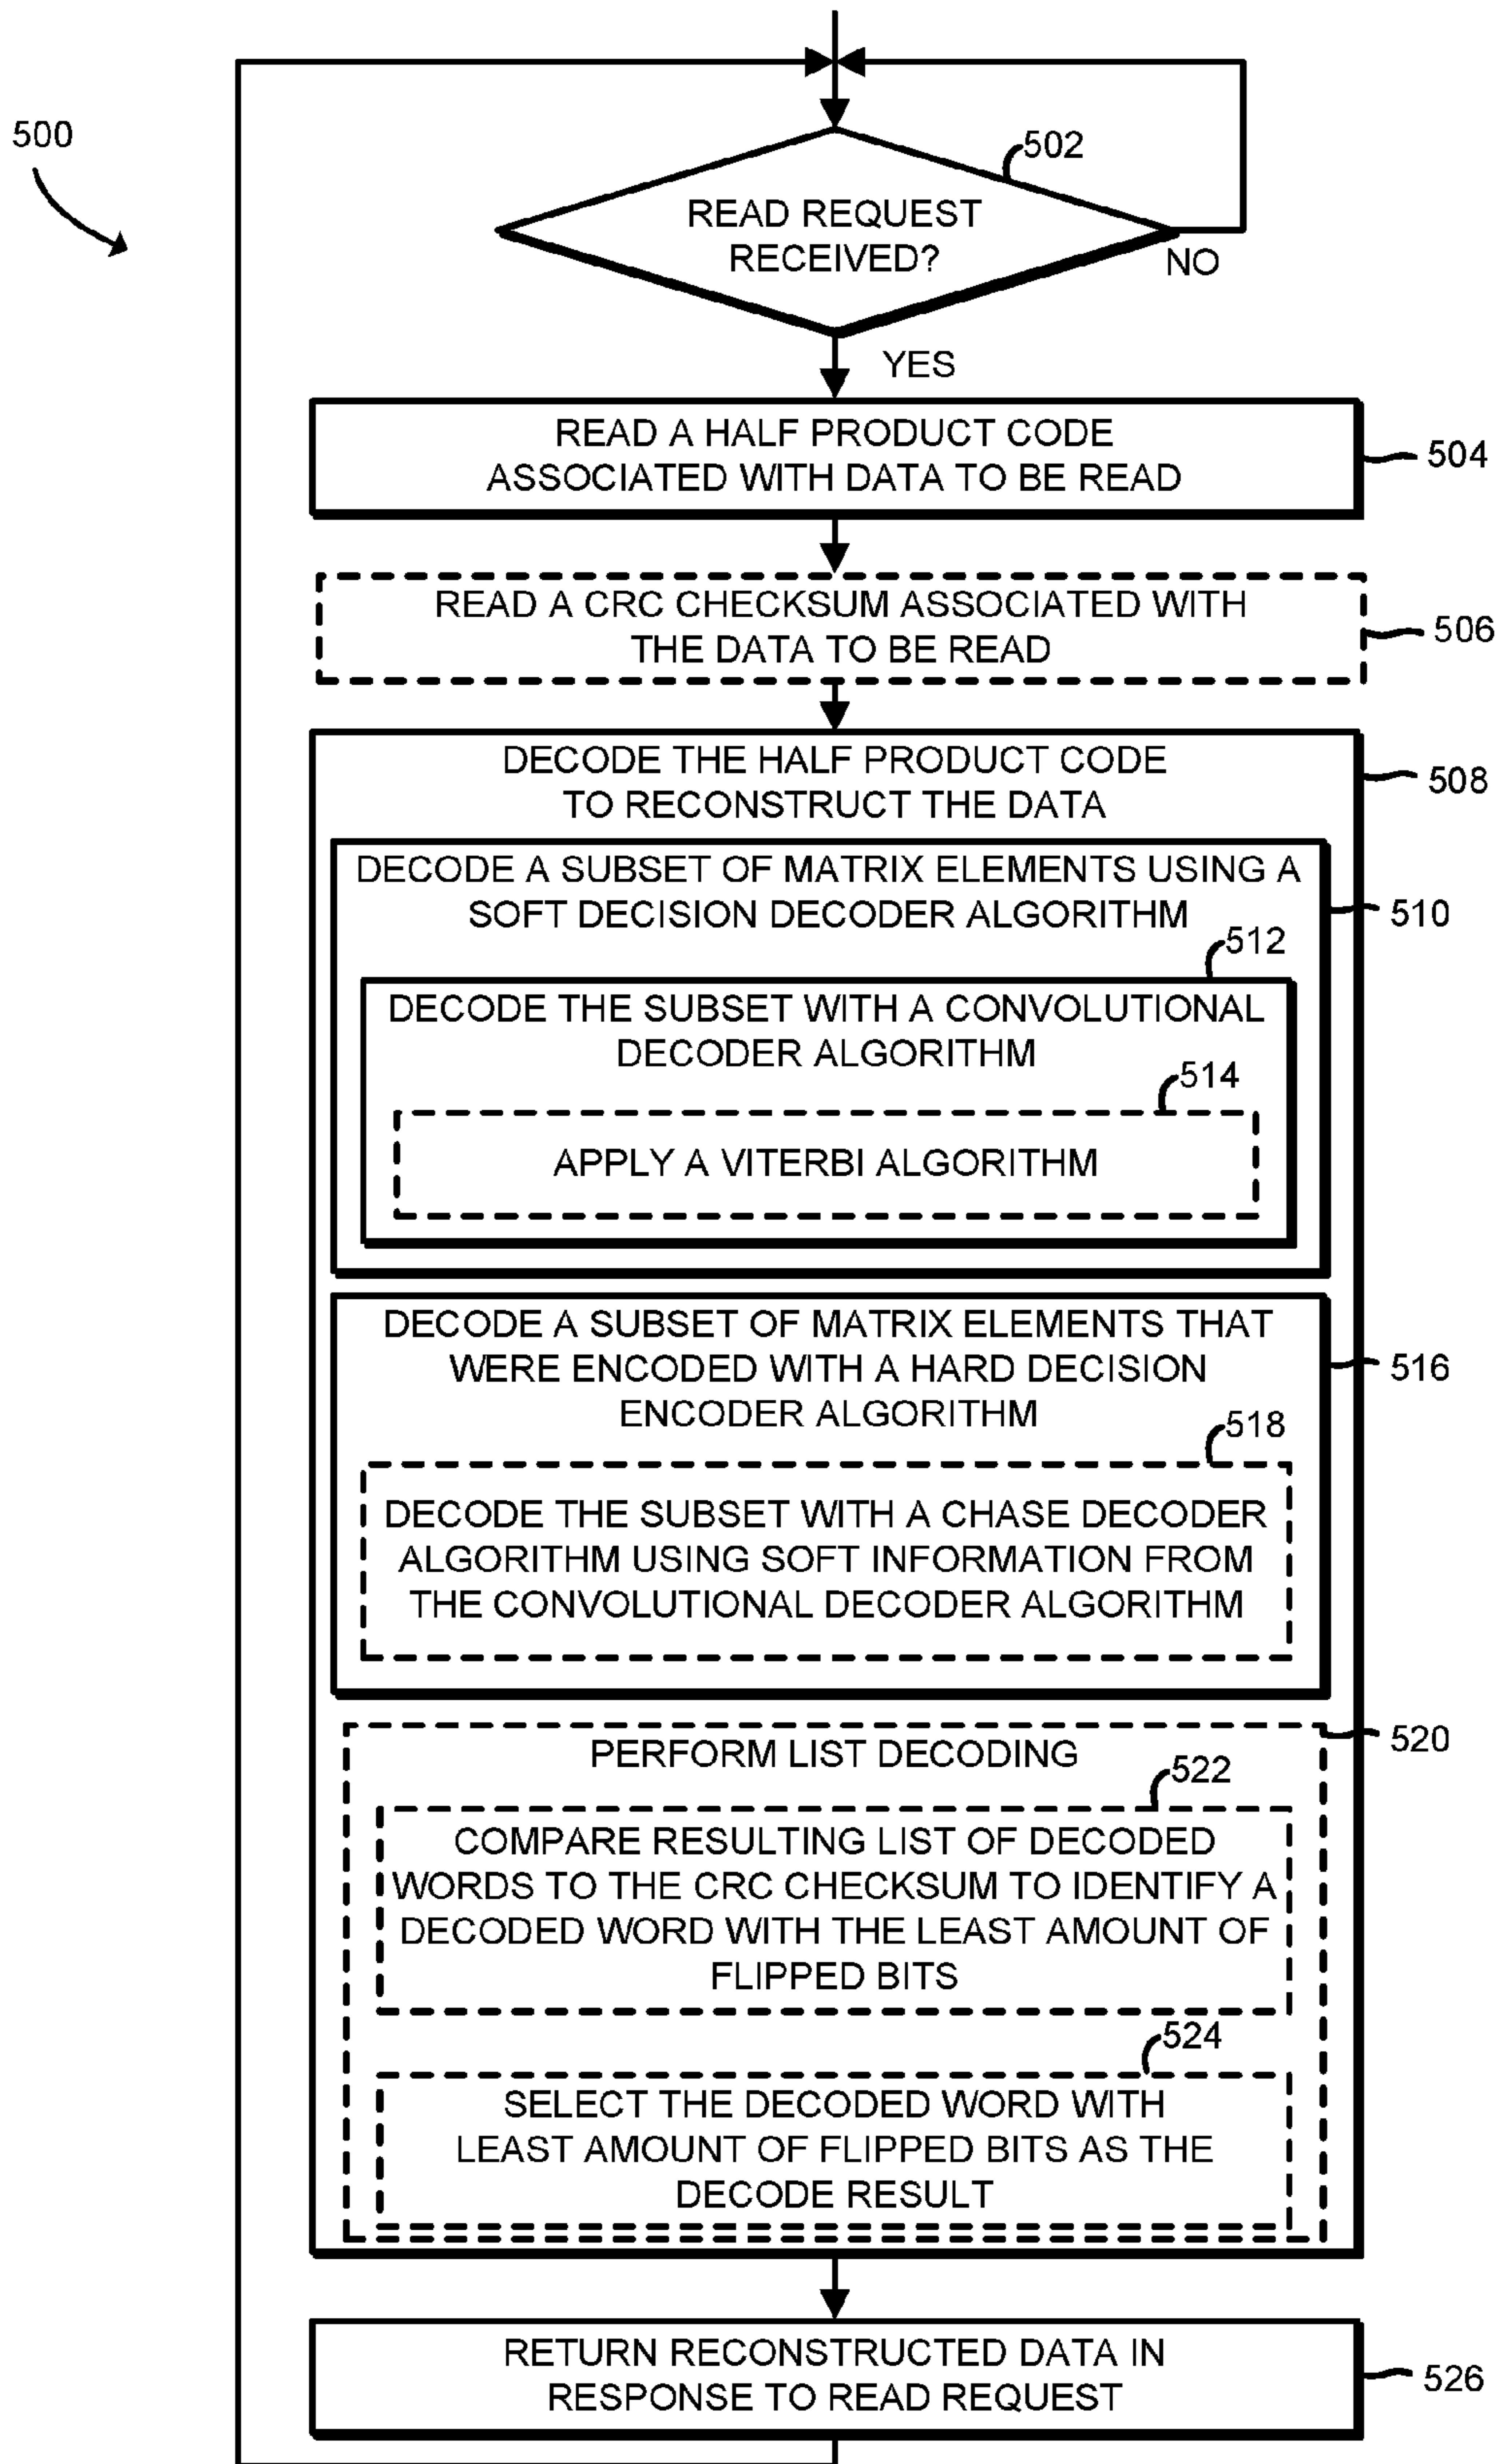 500
502
READ REQUEST
RECEIVED?
NO
YES
READ A HALF PRODUCT CODE
ASSOCIATED WITH DATA TO BE READ
504
READ A CRC CHECKSUM ASSOCIATED WITH
THE DATA TO BE READ
506
DECODE THE HALF PRODUCT CODE
TO RECONSTRUCT THE DATA
508
DECODE A SUBSET OF MATRIX ELEMENTS USING A
SOFT DECISION DECODER ALGORITHM
510
512
DECODE THE SUBSET WITH A CONVOLUTIONAL
DECODER ALGORITHM
514
APPLY A VITERBI ALGORITHM
DECODE A SUBSET OF MATRIX ELEMENTS THAT
WERE ENCODED WITH A HARD DECISION
ENCODER ALGORITHM
516
518
DECODE THE SUBSET WITH A CHASE DECODER
ALGORITHM USING SOFT INFORMATION FROM
THE CONVOLUTIONAL DECODER ALGORITHM
520
PERFORM LIST DECODING
522
COMPARE RESULTING LIST OF DECODED
WORDS TO THE CRC CHECKSUM TO IDENTIFY A
DECODED WORD WITH THE LEAST AMOUNT OF
FLIPPED BITS
524
SELECT THE DECODED WORD WITH
LEAST AMOUNT OF FLIPPED BITS AS THE
DECODE RESULT
RETURN RECONSTRUCTED DATA IN
RESPONSE TO READ REQUEST
526